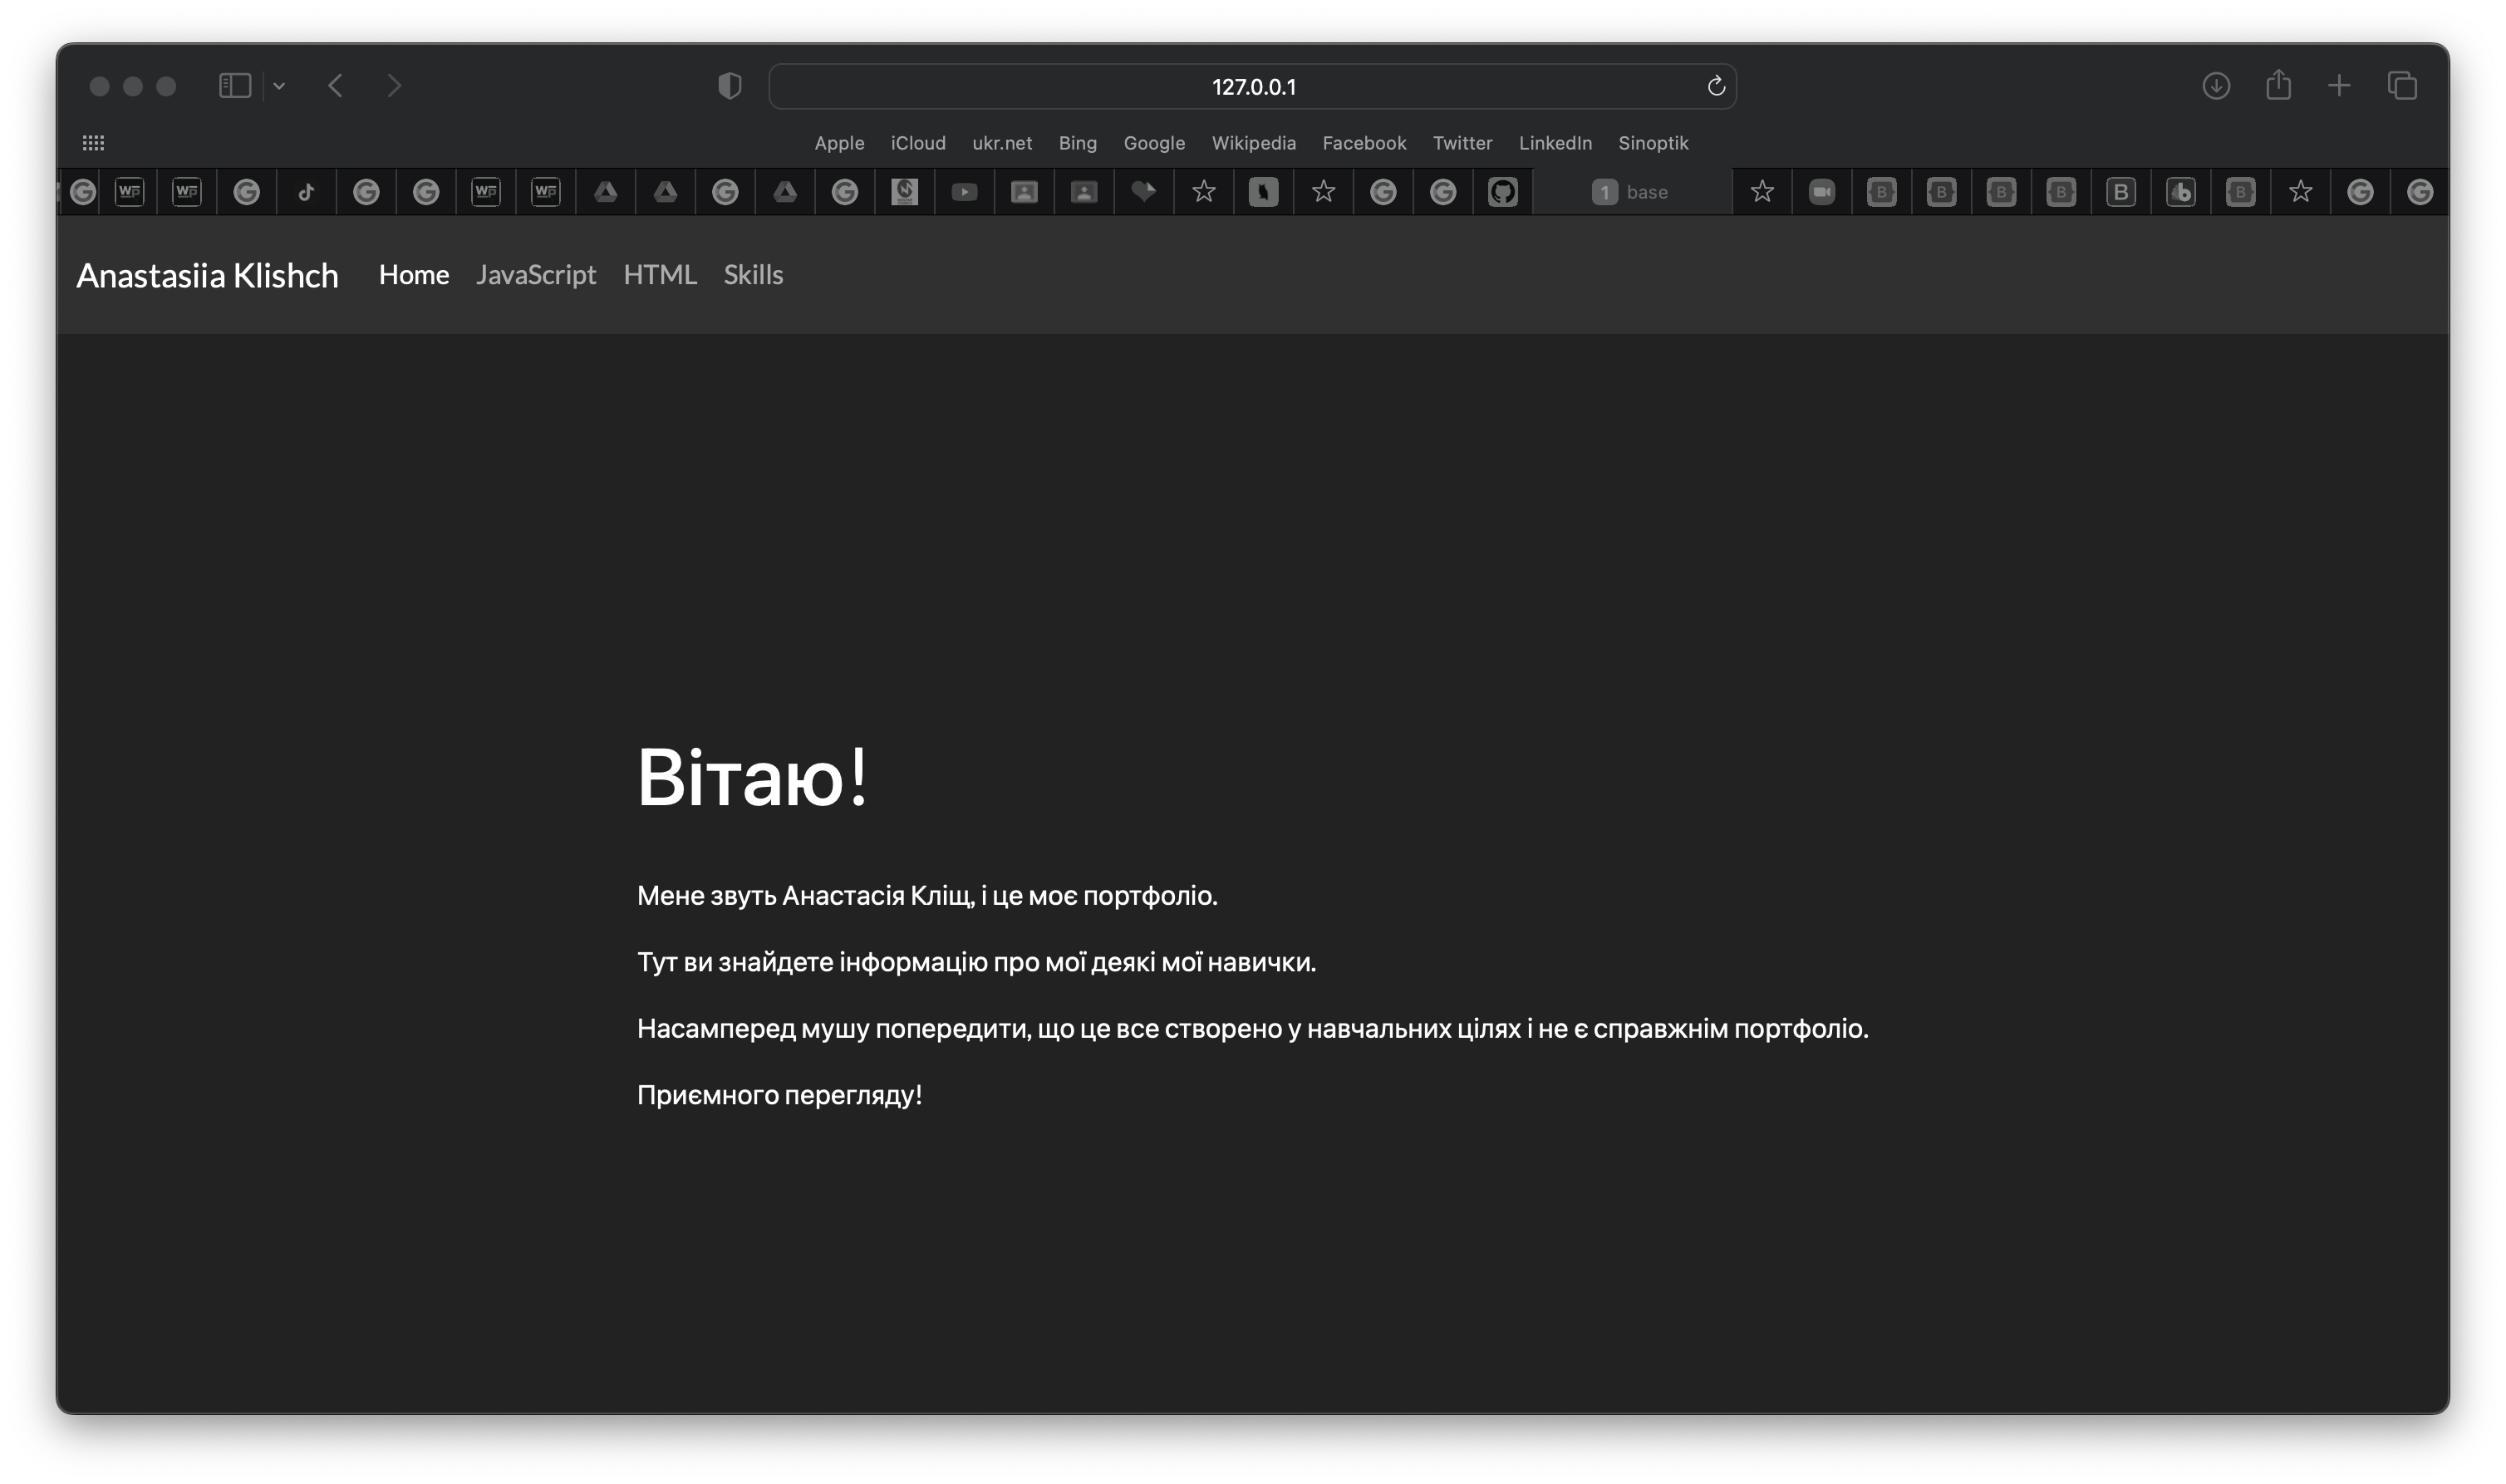 127.0.0.1
Apple iCloud ukr.net Bing Google Wikipedia Facebook Twitter LinkedIn Sinoptik
1 base
Anastasiia Klishch Home JavaScript HTML Skills
Вітаю!
Мене звуть Анастасія Кліщ, і це моє портфоліо.
Тут ви знайдете інформацію про мої деякі мої навички.
Насамперед мушу попередити, що це все створено у навчальних цілях і не є справжнім портфоліо.
Приємного перегляду!